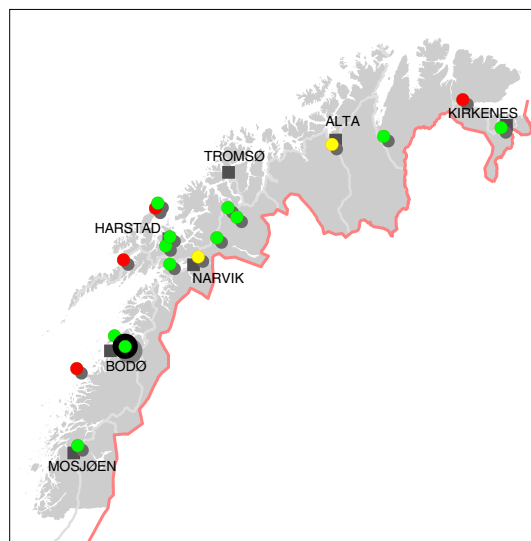 KIRKENES
ALTA
TROMSØ
HARSTAD
NARVIK
BODØ
MOSJØEN